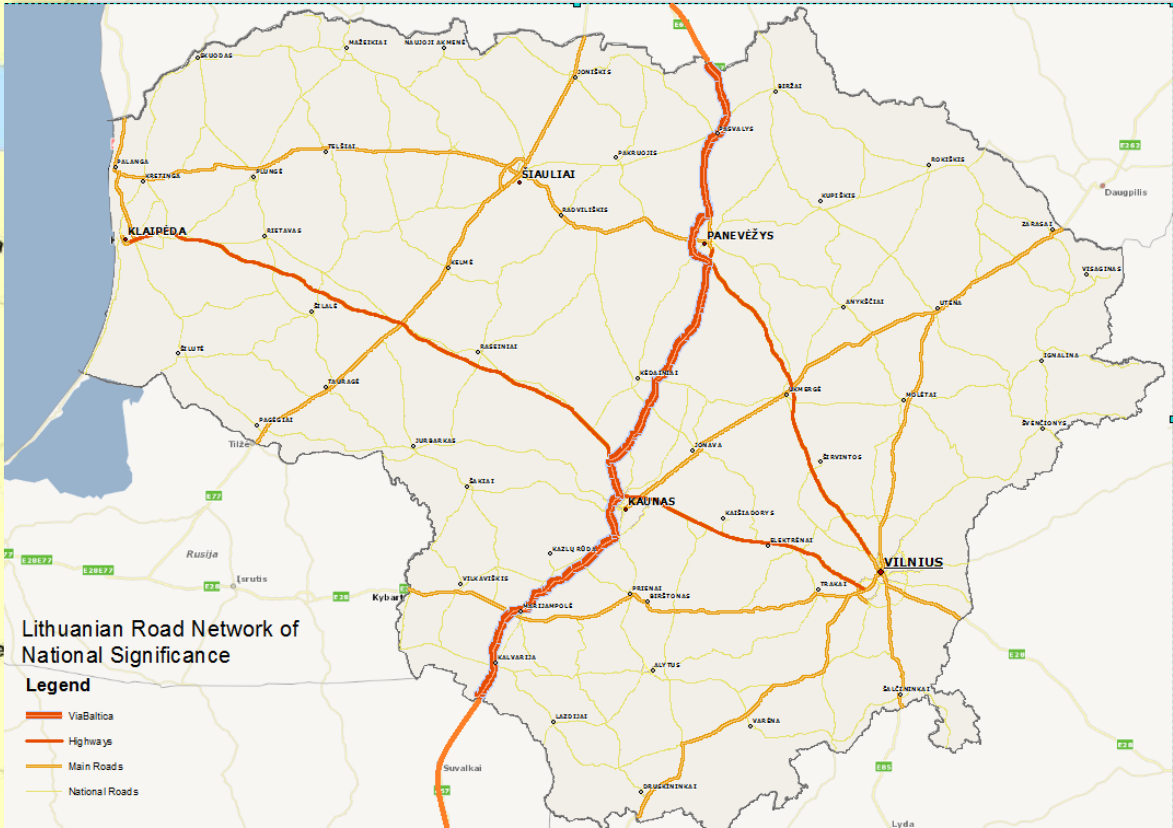 MAŽEIKIAI
NAUJOJI AKMENĖ
SKUODAS
JONIŠKIS
BIRŽAI
PASVALYS
E262
TELŠIAI
PAKRUOJIS
ROKIŠKIS
PALANGA
KRETINGA
PLUNGĖ
ŠIAULIAI
Daugpilis
RADVILIŠKIS
KUPIŠKIS
KLAIPĖDA
RIETAVAS
PANEVĖŽYS
ZARASAI
KELMĖ
VISAGINAS
ŠILALĖ
ANYKŠČIAI
UTENA
ŠILUTĖ
RASEINIAI
IGNALINA
TAURAGĖ
KĖDAINIAI
UKMERGĖ
MOLĖTAI
PAGĖGIAI
ŠVENČIONYS
Tilžė
JURBARKAS
JONAVA
ŠIRVINTOS
E77
ŠAKIAI
KAUNAS
KAIŠIADORYS
ELEKTRĖNAI
Rusija
KAZLŲ RŪDA
VILNIUS
E28E77
E28E77
Įsrutis
E28
VILKAVIŠKIS
TRAKAI
Kybart
E28
PRIENAI
BIRŠTONAS
MARIJAMPOLĖ
Lithuanian Road Network of
National Significance
E28
KALVARIJA
ALYTUS
Legend
ŠALČININKAI
ViaBaltica
LAZDIJAI
VARĖNA
Highways
E28
Main Roads
Suvalkai
E85
National Roads
DRUSKININKAI
Lyda